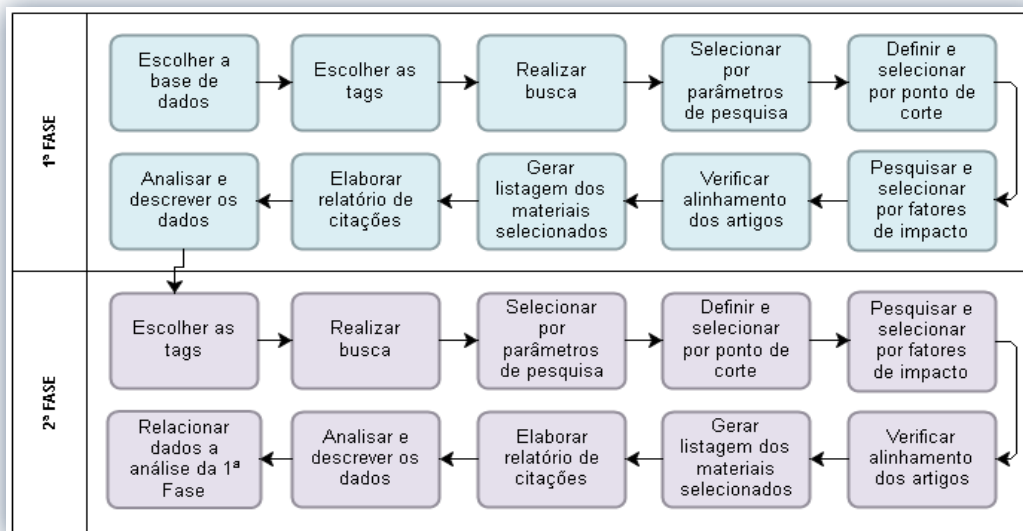 1ª FASE
Escolher a
base de
dados
Escolher as
tags
Realizar
busca
Selecionar
por
parâmetros
de pesquisa
Definir e
selecionar
por ponto de
corte
Pesquisar e
selecionar
por fatores
de impacto
Verificar
alinhamento
dos artigos
Gerar
listagem dos
materiais
selecionados
Elaborar
relatório de
citações
Analisar e
descrever os
dados
2ª FASE
Escolher as
tags
Realizar
busca
Selecionar
por
parâmetros
de pesquisa
Definir e
selecionar
por ponto de
corte
Pesquisar e
selecionar
por fatores
de impacto
Verificar
alinhamento
dos artigos
Gerar
listagem dos
materiais
selecionados
Elaborar
relatório de
citações
Analisar e
descrever os
dados
Relacionar
dados a
análise da 1ª
Fase